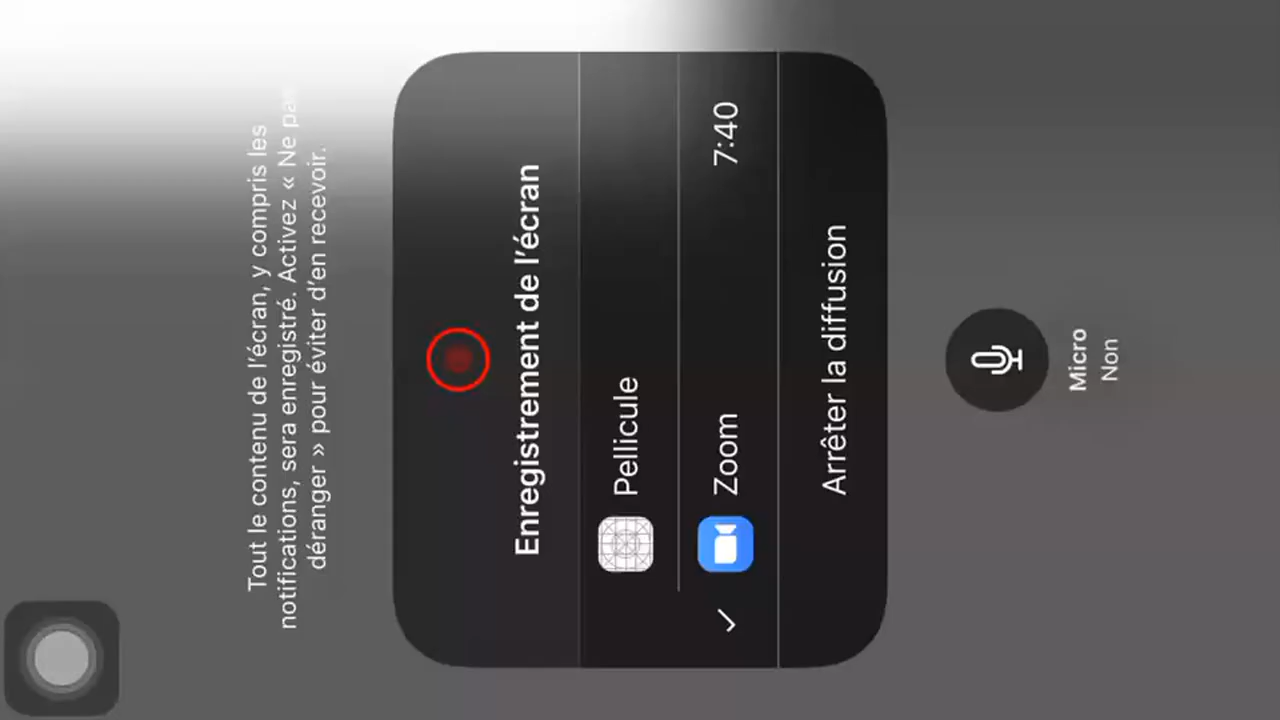 Tout le contenu de l'écran, y compris les
notifications, sera enregistré. Activez « Ne pas
déranger » pour éviter d'en recevoir.
Enregistrement de l'écran
Pellicule
Zoom 7:40
Arrêter la diffusion
Micro
Non